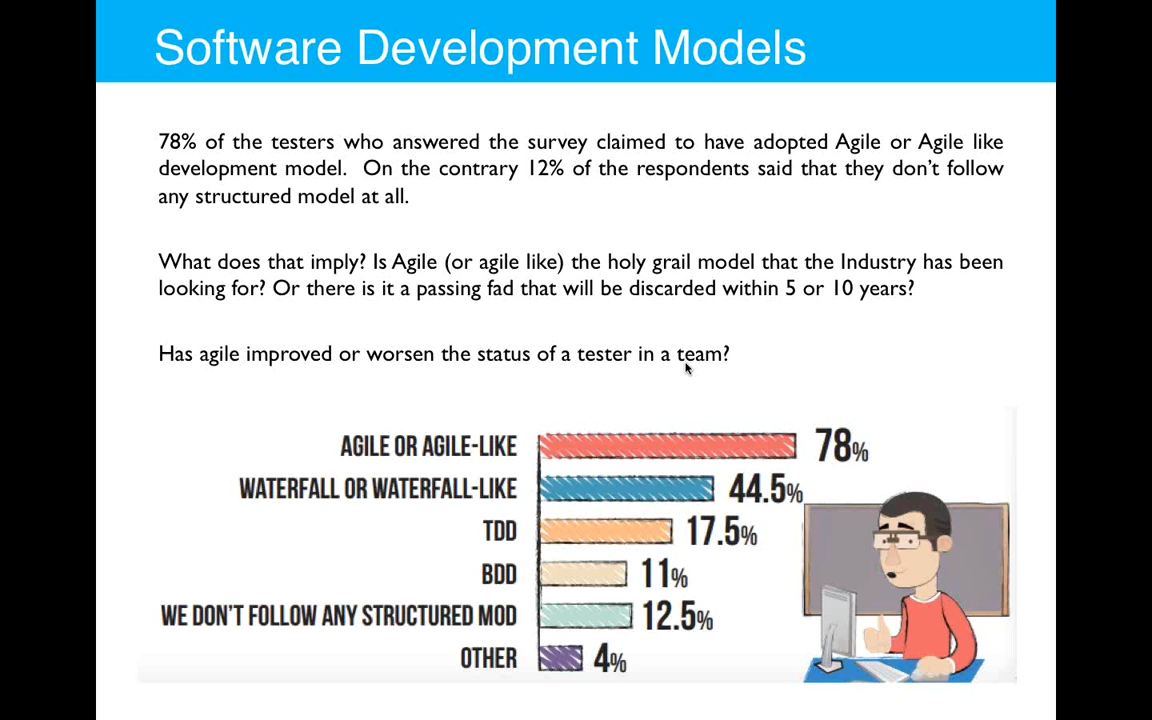 Software Development Models
78% of the testers who answered the survey claimed to have adopted Agile or Agile like
development model.  On the contrary 12% of the respondents said that they don't follow
any structured model at all.
What does that imply? Is Agile (or agile like) the holy grail model that the Industry has been
looking for? Or there is it a passing fad that will be discarded within 5 or 10 years?
Has agile improved or worsen the status of a tester in a team?
AGILE OR AGILE-LIKE 78%
WATERFALL OR WATERFALL-LIKE 44.5%
TDD 17.5%
BDD 11%
WE DON'T FOLLOW ANY STRUCTURED MOD 12.5%
OTHER 4%